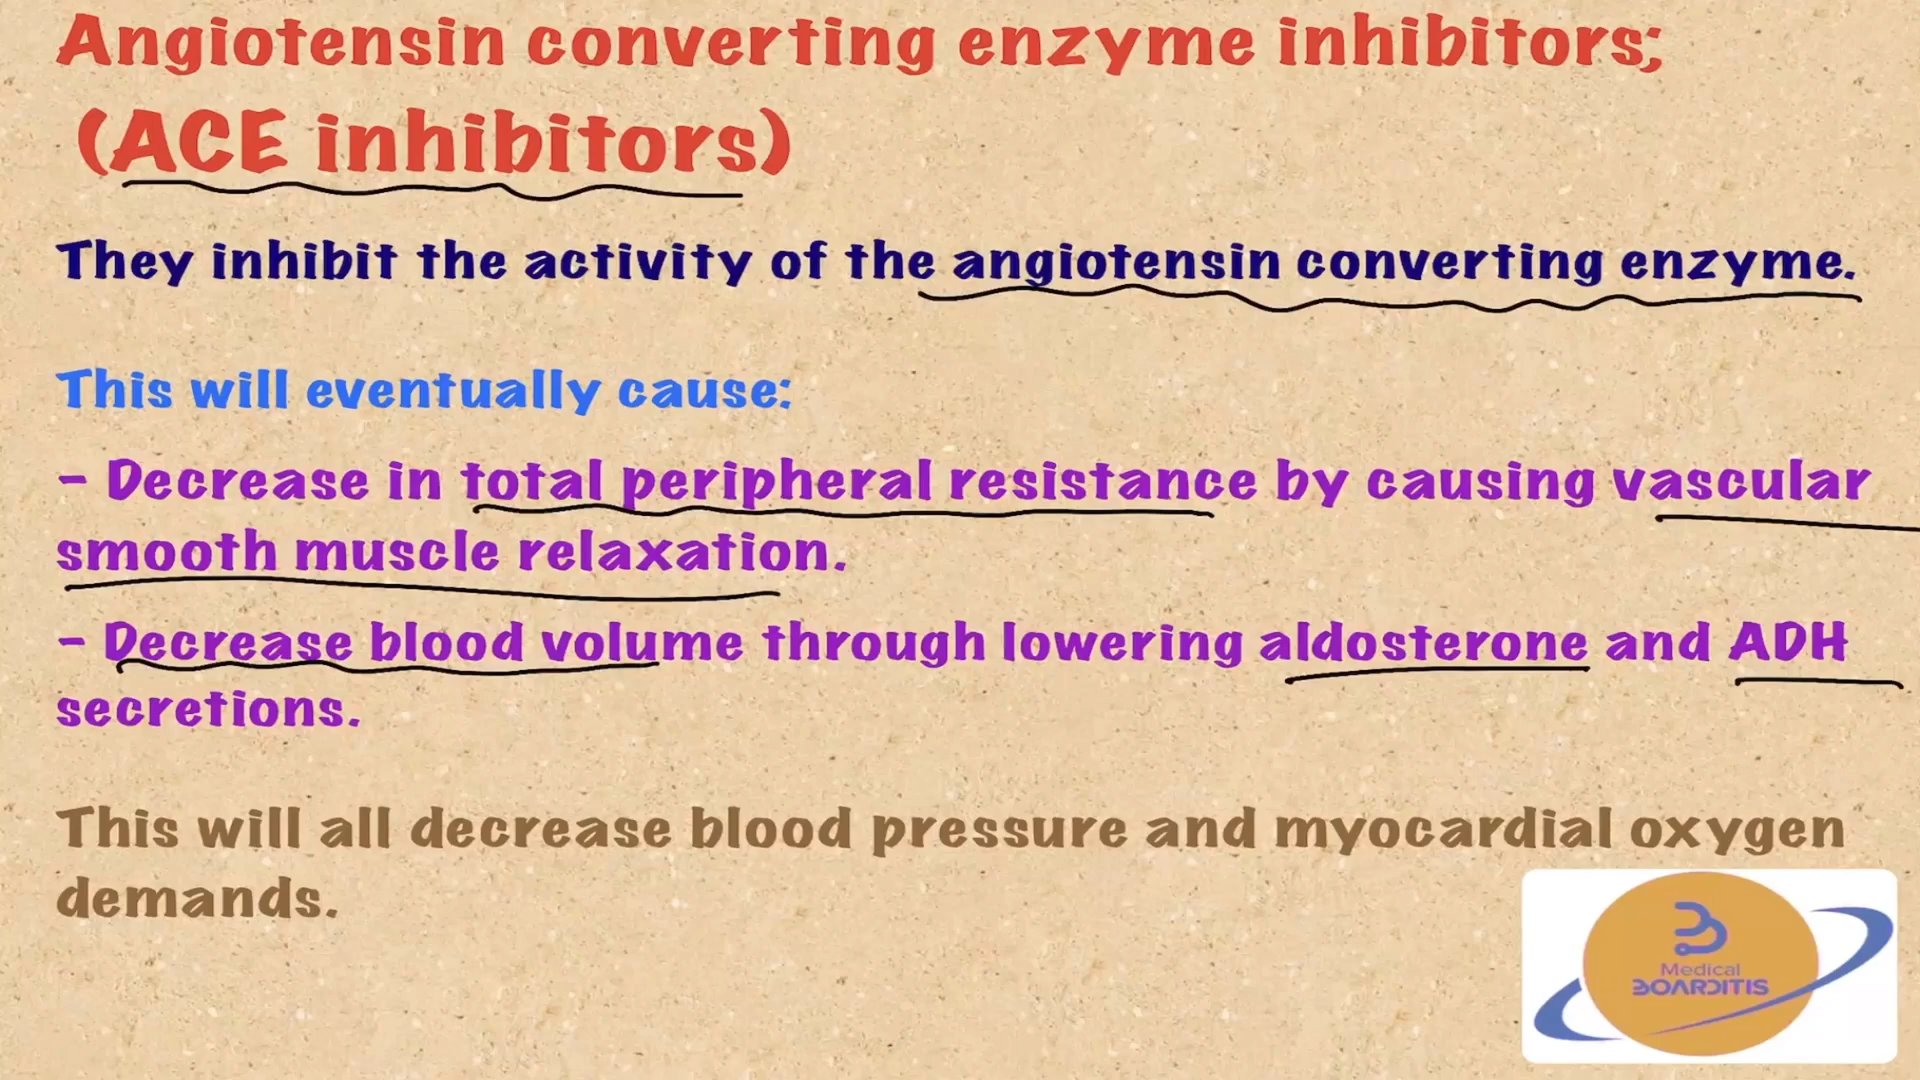 Angiotensin converting enzyme inhibitors;
(ACE inhibitors)
They inhibit the activity of the angiotensin converting enzyme.
This will eventually cause:
- Decrease in total peripheral resistance by causing vascular
smooth muscle relaxation.
- Decrease blood volume through lowering aldosterone and ADH
secretions.
This will all decrease blood pressure and myocardial oxygen
demands.
Medical
BOARDITIS